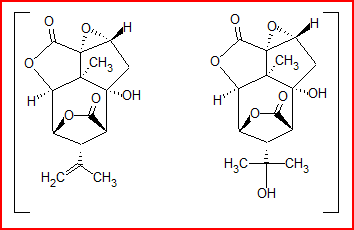 O O H O O H
O CH₃ O CH₃
H O OH H O OH
O O
H₂C CH₃ H₃C CH₃
OH